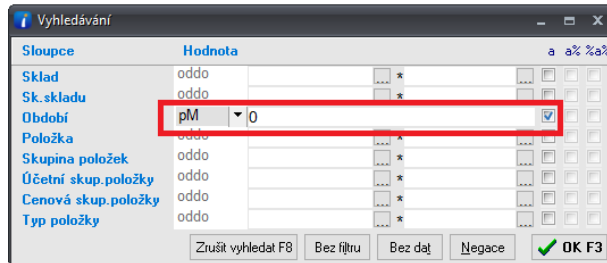 Vyhledávání
Sloupce Hodnota a a% %a%
Sklad oddo ... * ...
Sk.skladu oddo ... * ...
Období pM 0
Položka oddo ... * ...
Skupina položek oddo ... * ...
Účetní skup.položky oddo ... * ...
Cenová skup.položky oddo ... * ...
Typ položky oddo ... * ...
Zrušit vyhledat F8 Bez filtru Bez dat Negace OK F3